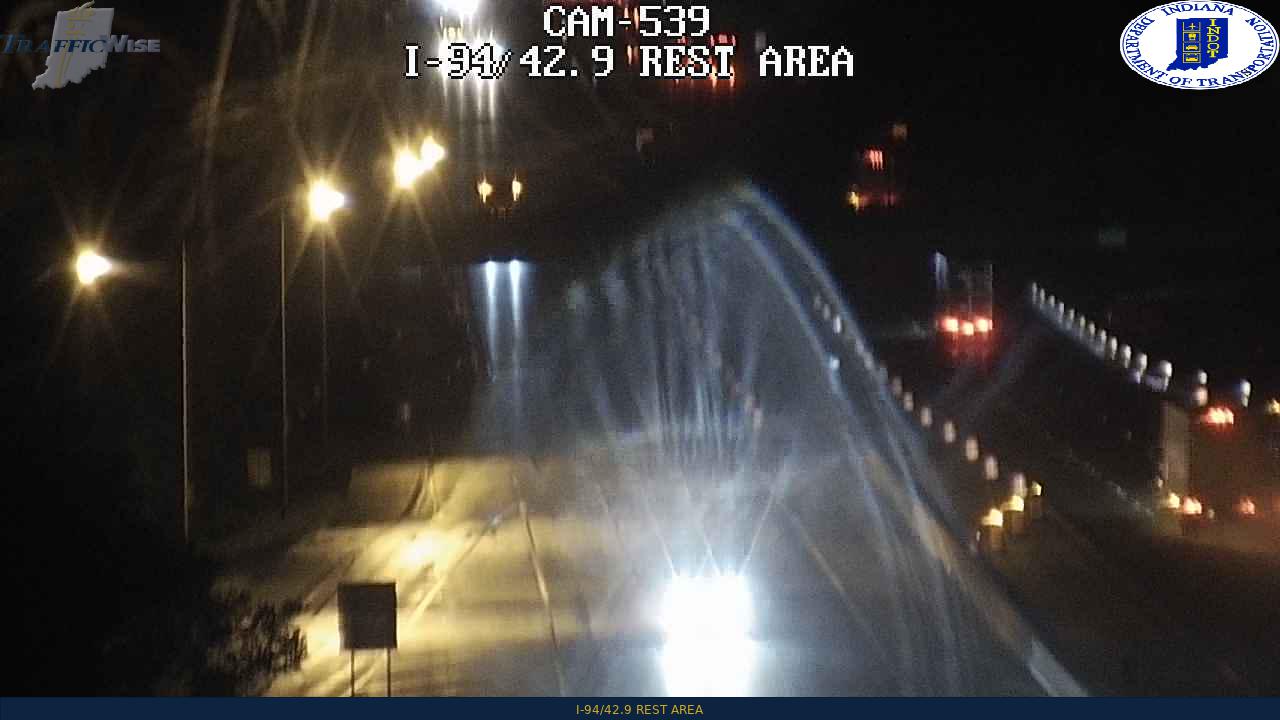 CAM-539
I-94/42.9 REST AREA
TRAFFICWISE
INDIANA
DEPARTMENT OF TRANSPORTATION
INDOT
I-94/42.9 REST AREA